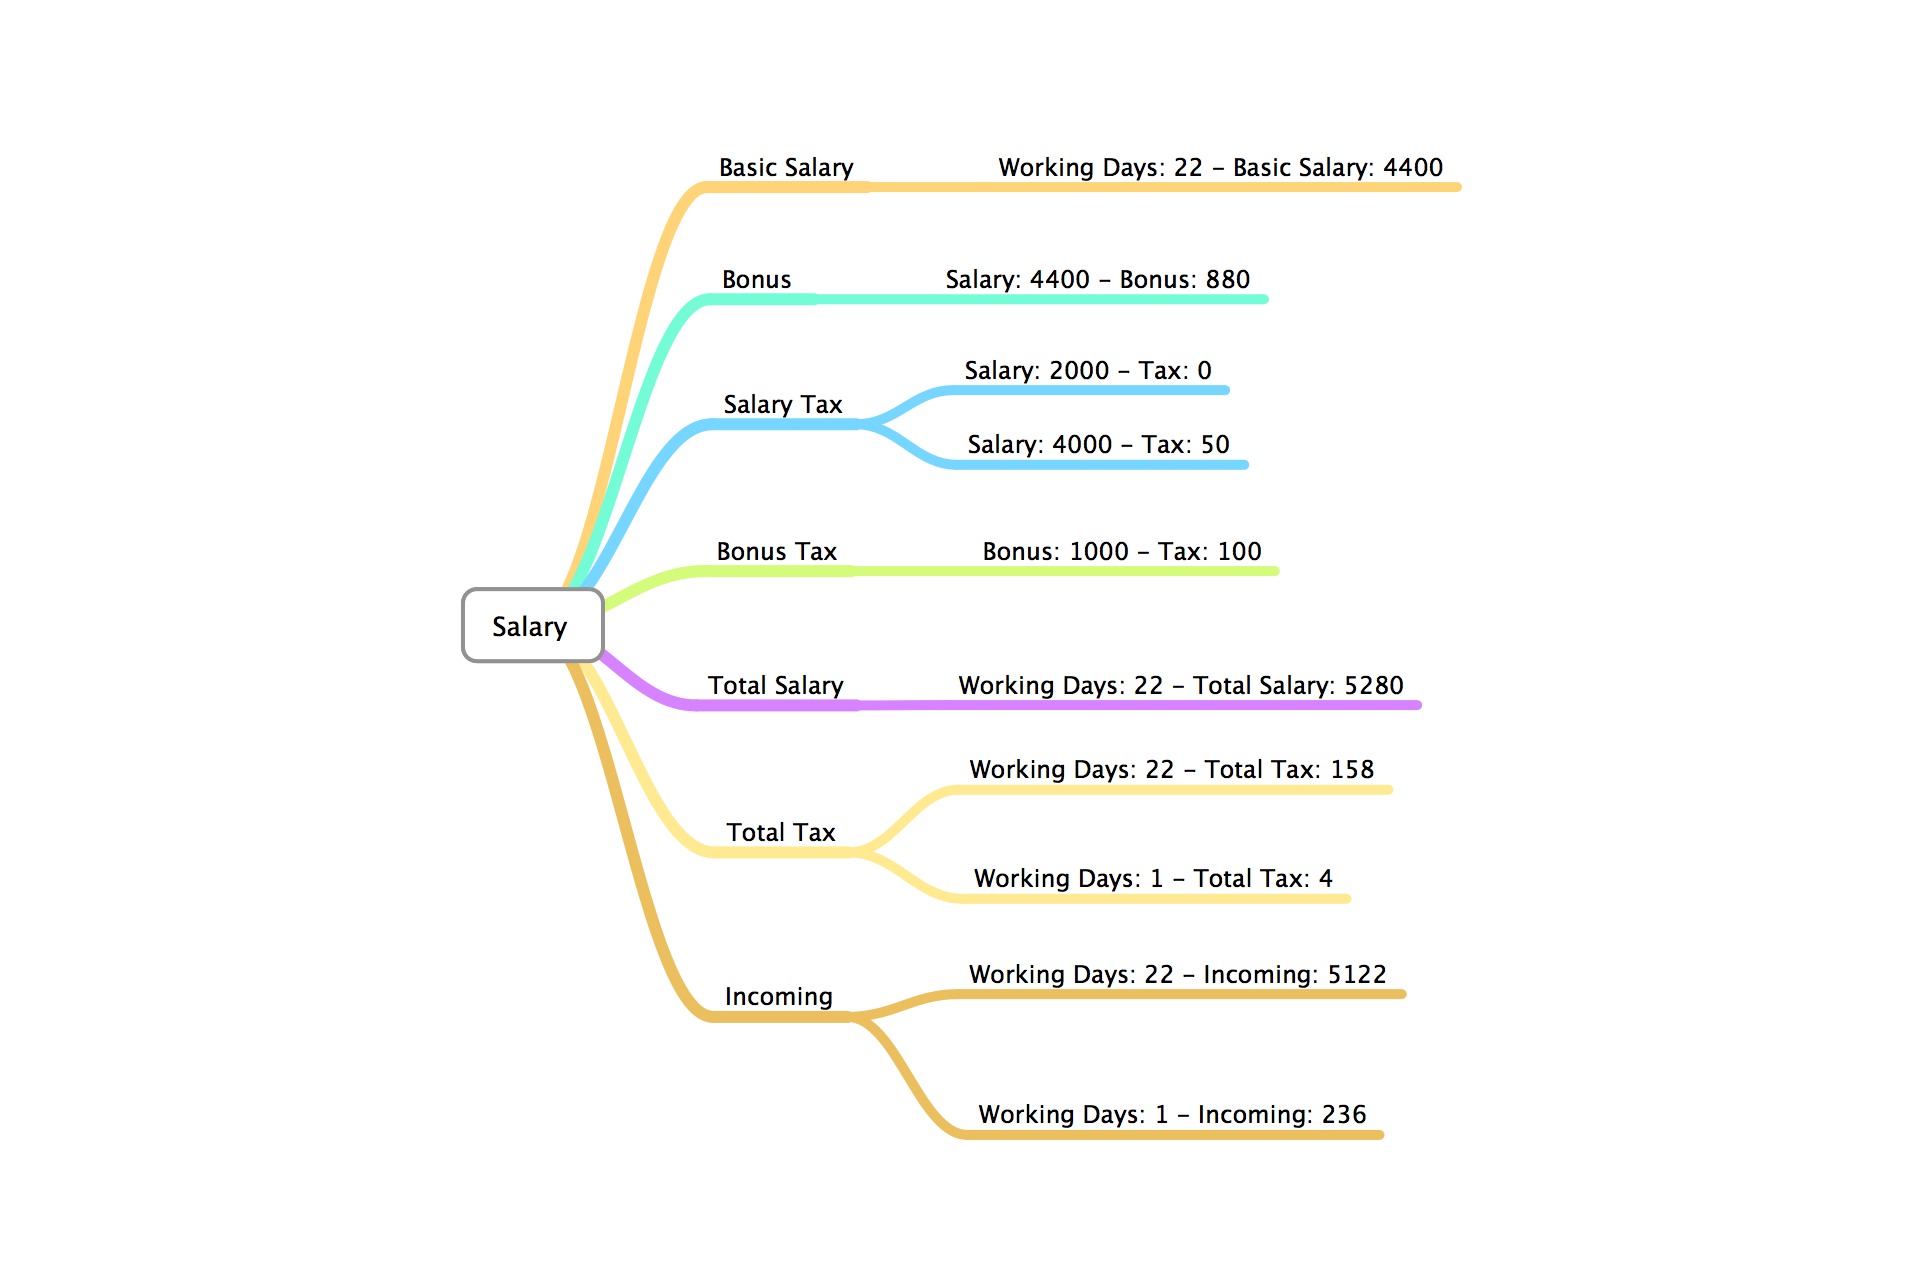 Basic Salary
Working Days: 22 – Basic Salary: 4400
Bonus
Salary: 4400 – Bonus: 880
Salary Tax
Salary: 2000 – Tax: 0
Salary: 4000 – Tax: 50
Bonus Tax
Bonus: 1000 – Tax: 100
Salary
Total Salary
Working Days: 22 – Total Salary: 5280
Total Tax
Working Days: 22 – Total Tax: 158
Working Days: 1 – Total Tax: 4
Incoming
Working Days: 22 – Incoming: 5122
Working Days: 1 – Incoming: 236